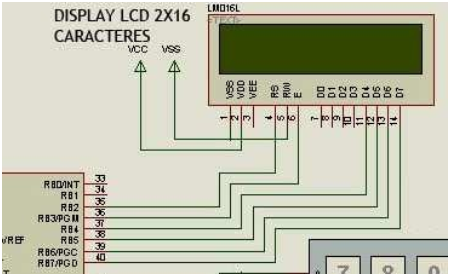 DISPLAY LCD 2X16
CARACTERES
VCC VSS
LM016L
<TEXT>
VSS VDD VEE RS RW E D0 D1 D2 D3 D4 D5 D6 D7
1 2 3 4 5 6 7 8 9 10 11 12 13 14
RB0/INT 33
RB1 34
RB2 35
RB3/PGM 36
RB4 37
RB5 38
RB6/PGC 39
RB7/PGD 40
VREF
7 8 9